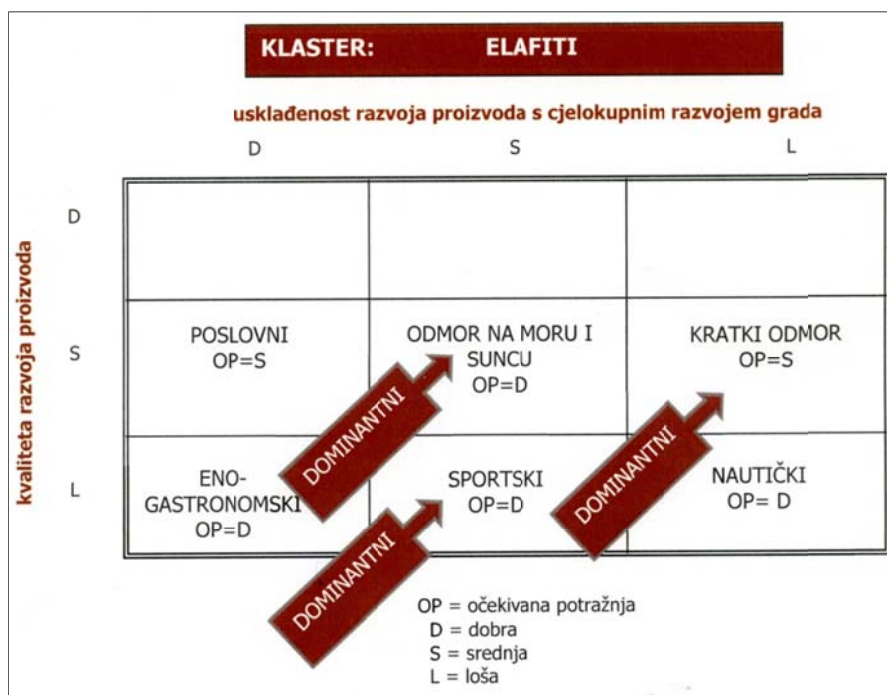 KLASTER: ELAFITI
usklađenost razvoja proizvoda s cjelokupnim razvojem grada
D S L
kvaliteta razvoja proizvoda
D
S
POSLOVNI
OP=S
ODMOR NA MORU I
SUNCU
OP=D
KRATKI ODMOR
OP=S
DOMINANTNI
DOMINANTNI
L
ENO-
GASTRONOMSKI
OP=D
SPORTSKI
OP=D
NAUTIČKI
OP= D
DOMINANTNI
OP = očekivana potražnja
D = dobra
S = srednja
L = loša